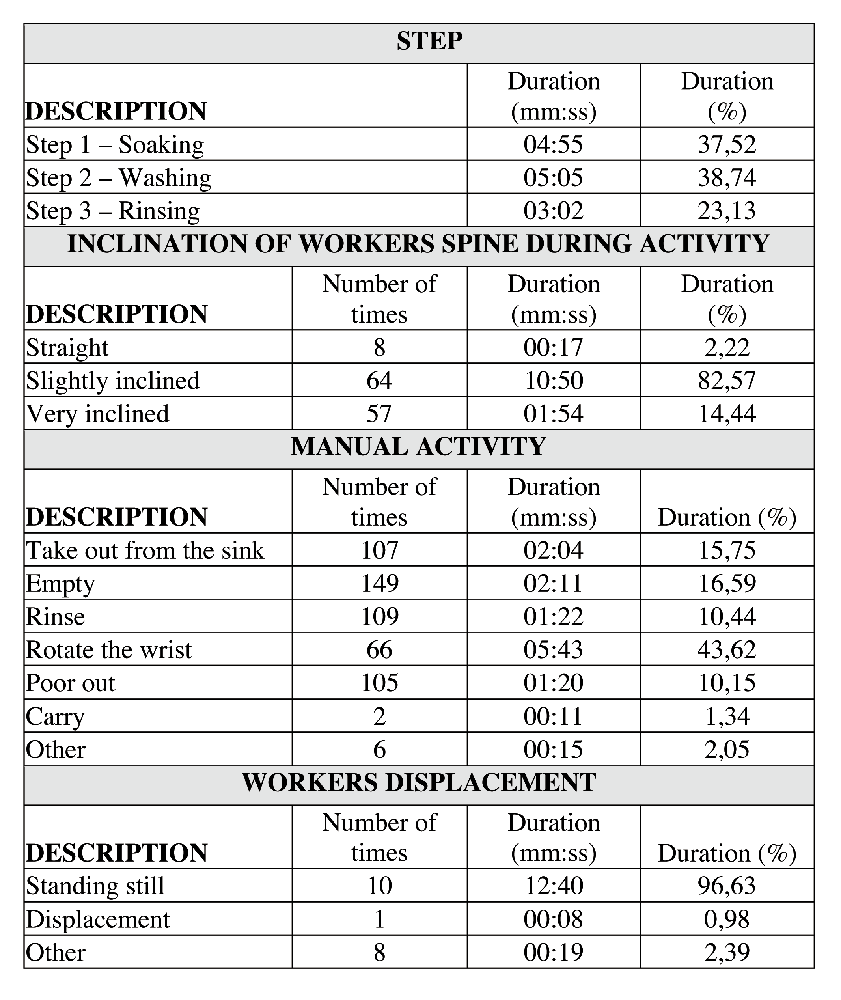 STEP
DESCRIPTION Duration (mm:ss) Duration (%)
Step 1 – Soaking 04:55 37,52
Step 2 – Washing 05:05 38,74
Step 3 – Rinsing 03:02 23,13
INCLINATION OF WORKERS SPINE DURING ACTIVITY
DESCRIPTION Number of times Duration (mm:ss) Duration (%)
Straight 8 00:17 2,22
Slightly inclined 64 10:50 82,57
Very inclined 57 01:54 14,44
MANUAL ACTIVITY
DESCRIPTION Number of times Duration (mm:ss) Duration (%)
Take out from the sink 107 02:04 15,75
Empty 149 02:11 16,59
Rinse 109 01:22 10,44
Rotate the wrist 66 05:43 43,62
Poor out 105 01:20 10,15
Carry 2 00:11 1,34
Other 6 00:15 2,05
WORKERS DISPLACEMENT
DESCRIPTION Number of times Duration (mm:ss) Duration (%)
Standing still 10 12:40 96,63
Displacement 1 00:08 0,98
Other 8 00:19 2,39